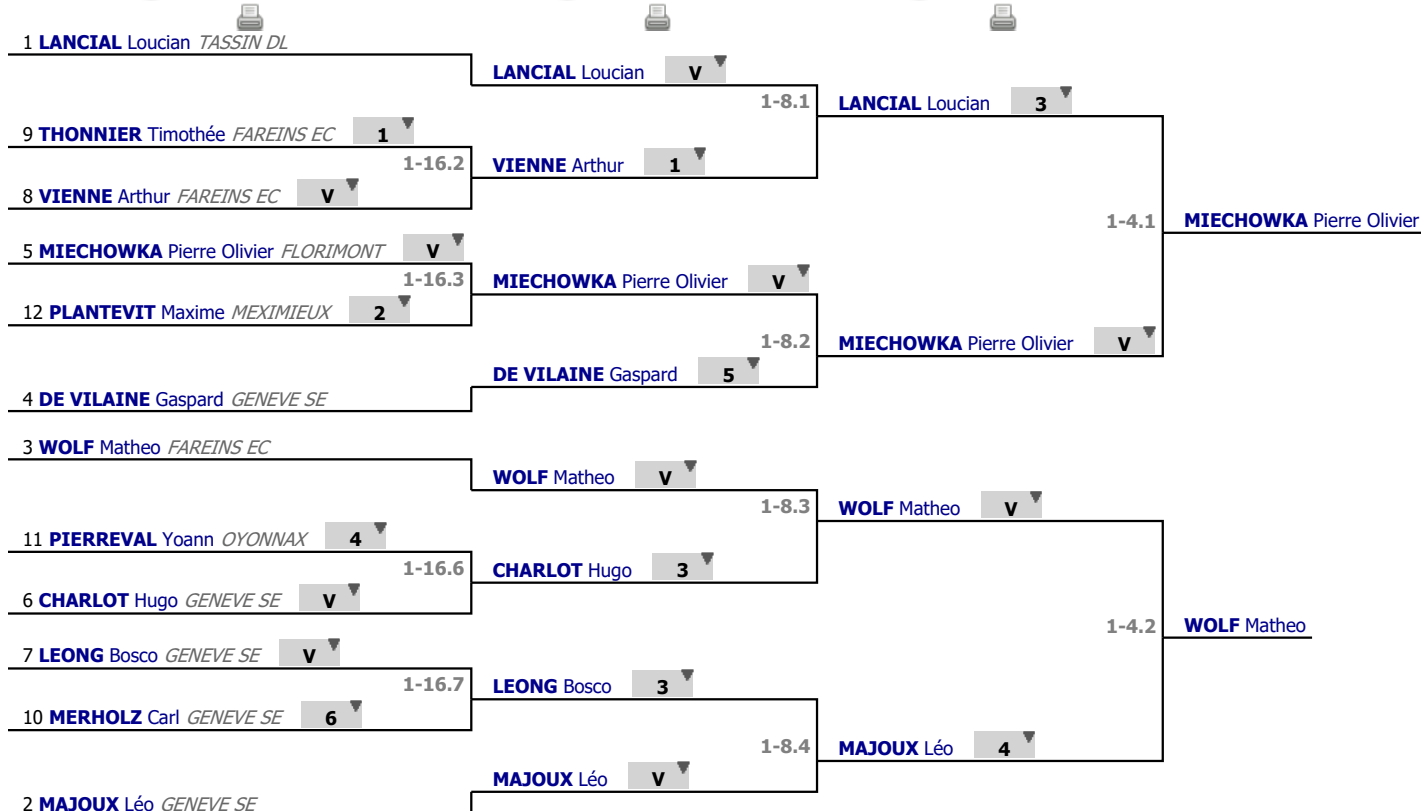 1 LANCIAL Loucian TASSIN DL
LANCIAL Loucian V
1-8.1
LANCIAL Loucian 3
9 THONNIER Timothée FAREINS EC 1
1-16.2
VIENNE Arthur 1
8 VIENNE Arthur FAREINS EC V
1-4.1
MIECHOWKA Pierre Olivier
5 MIECHOWKA Pierre Olivier FLORIMONT V
1-16.3
MIECHOWKA Pierre Olivier V
12 PLANTEVIT Maxime MEXIMIEUX 2
1-8.2
MIECHOWKA Pierre Olivier V
DE VILAINE Gaspard 5
4 DE VILAINE Gaspard GENEVE SE
3 WOLF Matheo FAREINS EC
WOLF Matheo V
1-8.3
WOLF Matheo V
11 PIERREVAL Yoann OYONNAX 4
1-16.6
CHARLOT Hugo 3
6 CHARLOT Hugo GENEVE SE V
1-4.2
WOLF Matheo
7 LEONG Bosco GENEVE SE V
1-16.7
LEONG Bosco 3
10 MERHOLZ Carl GENEVE SE 6
1-8.4
MAJOUX Léo 4
MAJOUX Léo V
2 MAJOUX Léo GENEVE SE